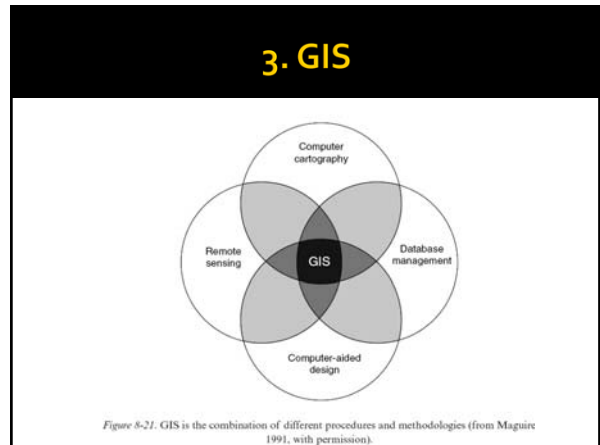 3. GIS
Computer
cartography
Remote
sensing
GIS
Database
management
Computer-aided
design
Figure 8-21. GIS is the combination of different procedures and methodologies (from Maguire
1991, with permission).